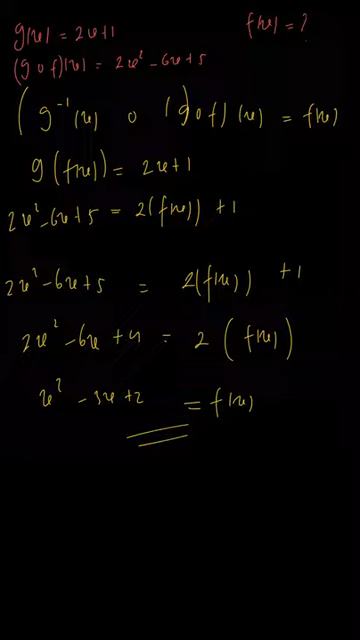 g(x) = 2x+1 f(x) = ?
(g o f)(x) = 2x² - 6x + 5
(g⁻¹(x) o (g o f)(x) = f(x)
g(f(x)) = 2x+1
2x² - 6x + 5 = 2(f(x)) + 1
2x² - 6x + 5 = 2(f(x)) + 1
2x² - 6x + 4 = 2(f(x))
x² - 3x + 2 = f(x)